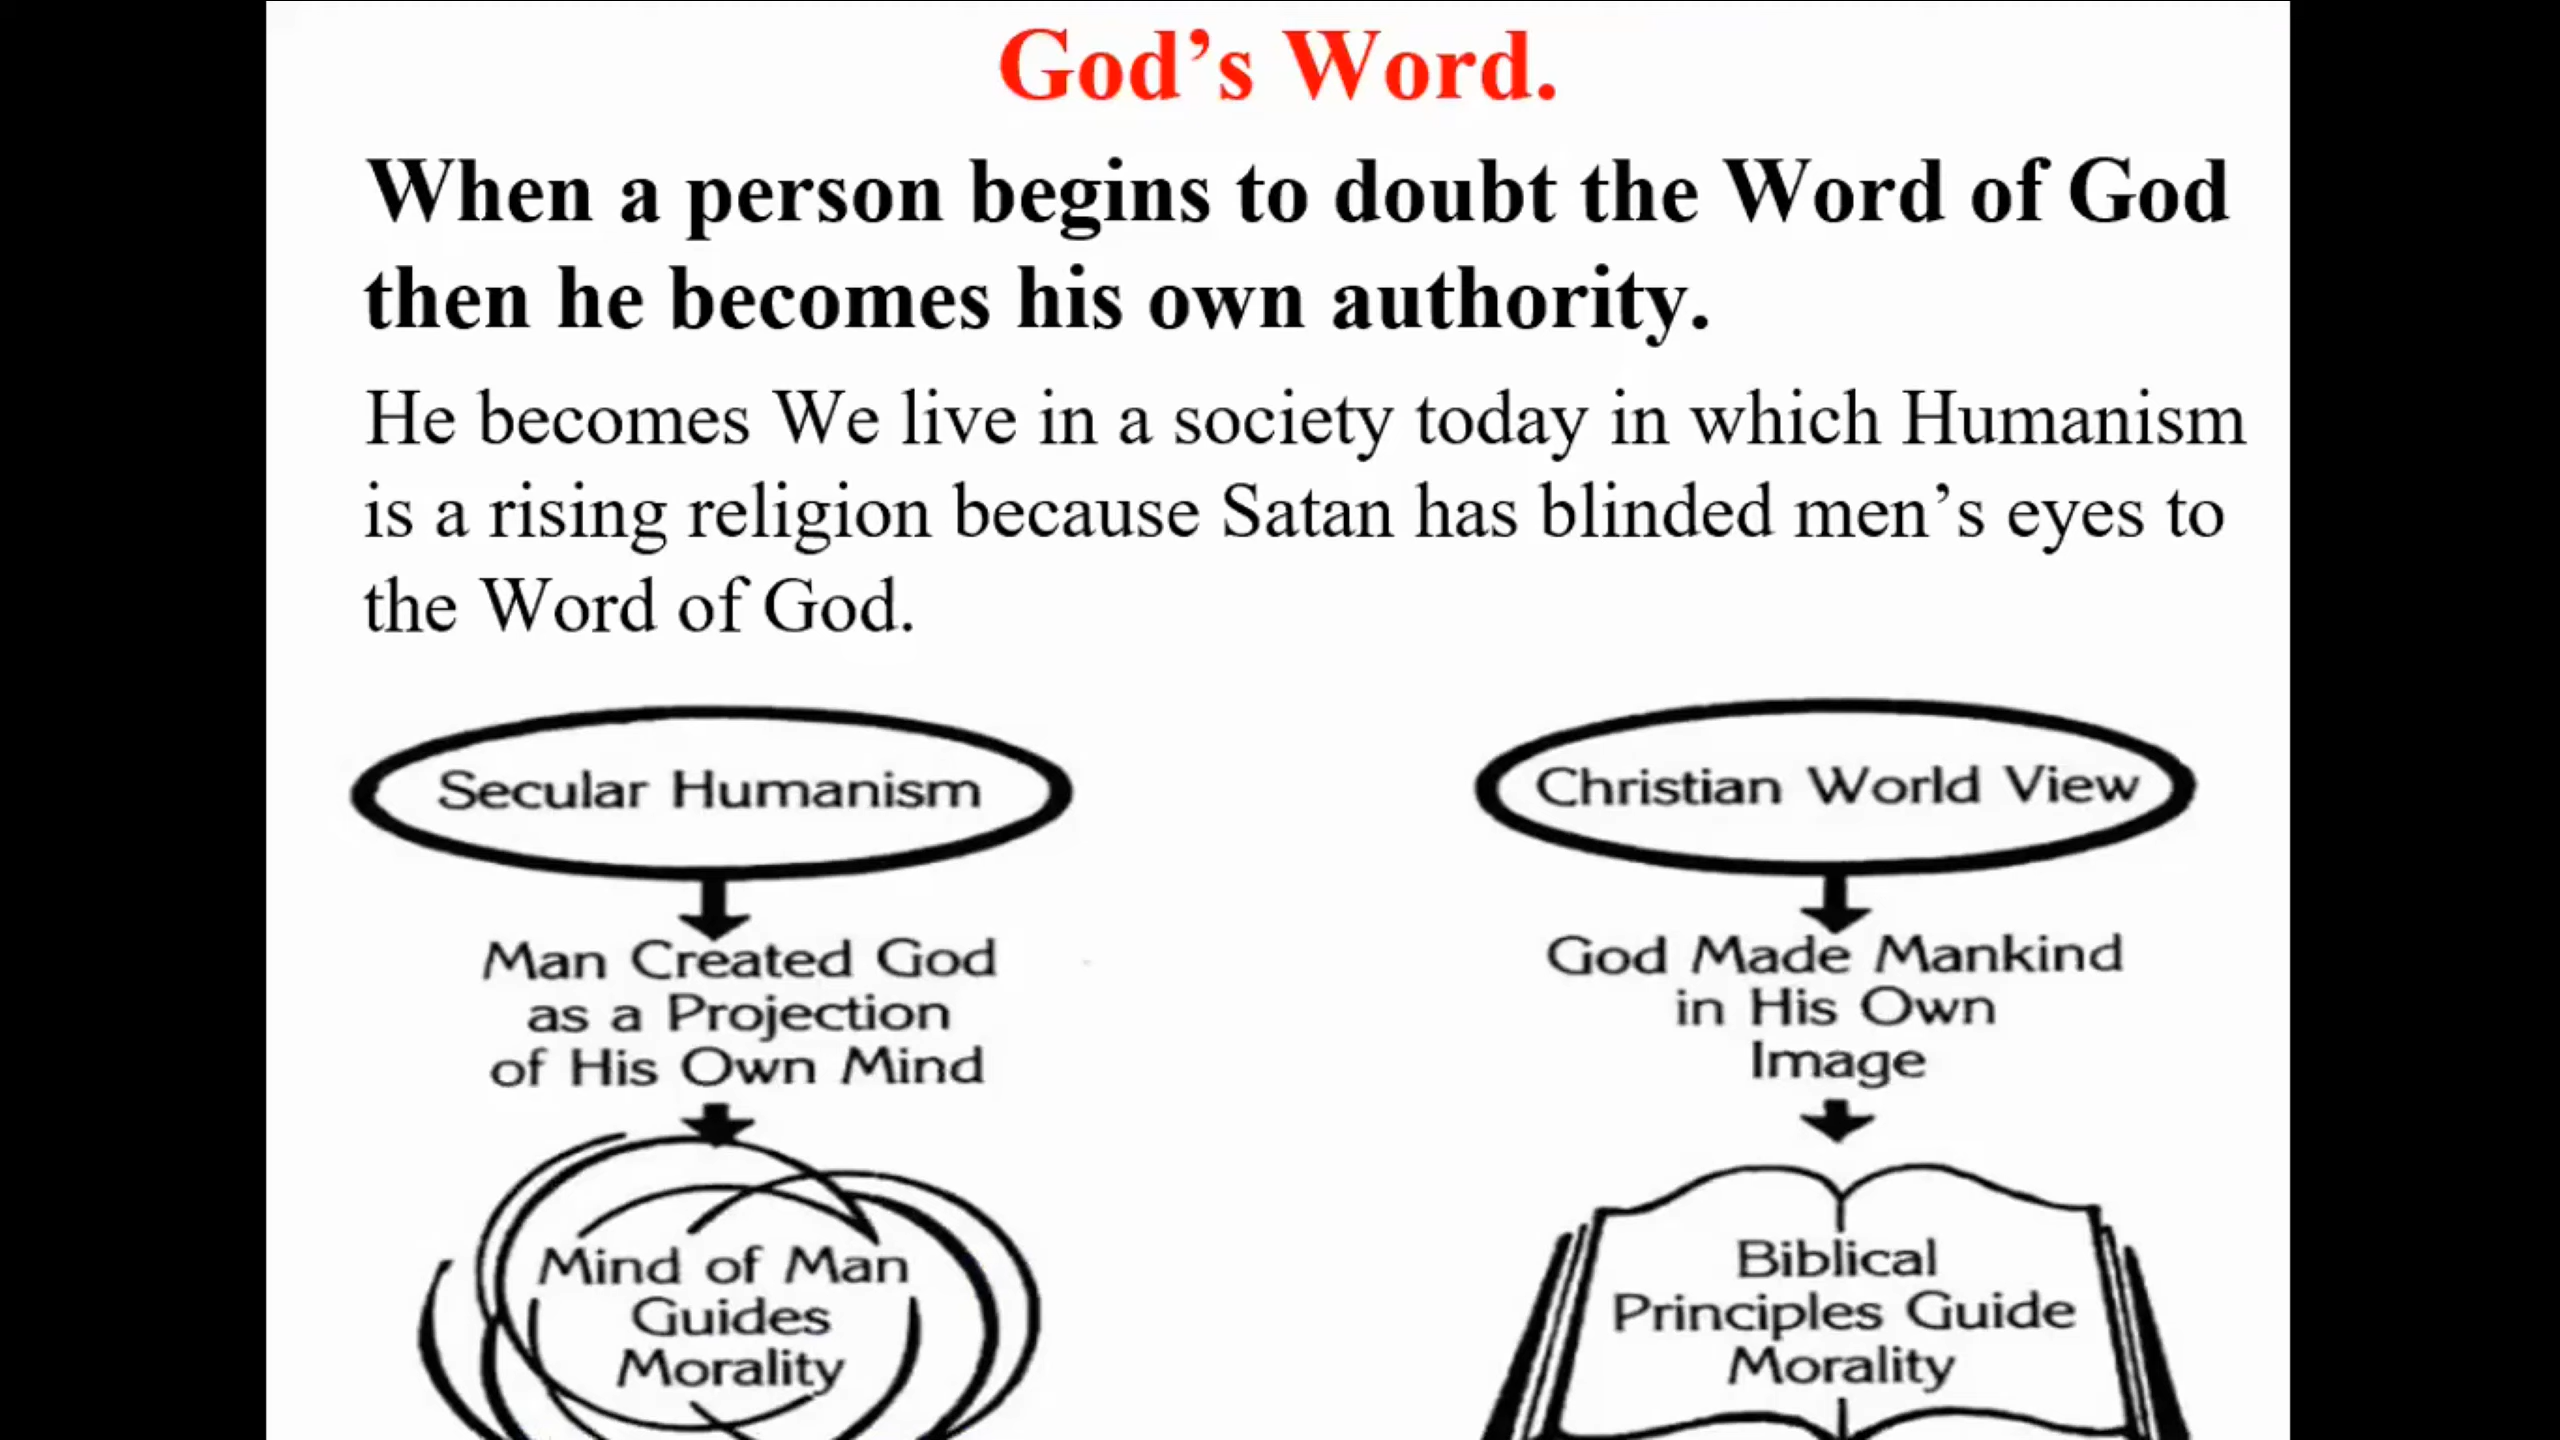 God’s Word.
When a person begins to doubt the Word of God
then he becomes his own authority.
He becomes We live in a society today in which Humanism
is a rising religion because Satan has blinded men’s eyes to
the Word of God.
Secular Humanism
Man Created God
as a Projection
of His Own Mind
Mind of Man
Guides
Morality
Christian World View
God Made Mankind
in His Own
Image
Biblical
Principles Guide
Morality